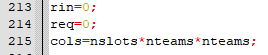 213 rin=0;
214 req=0;
215 cols=nslots*nteams*nteams;